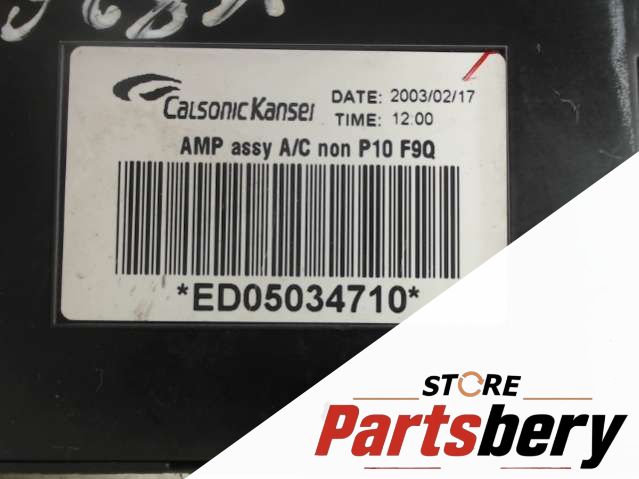 CalsonicKansei
DATE: 2003/02/17
TIME: 12:00
AMP assy A/C non P10 F9Q
*ED05034710*
STORE
Partsbery